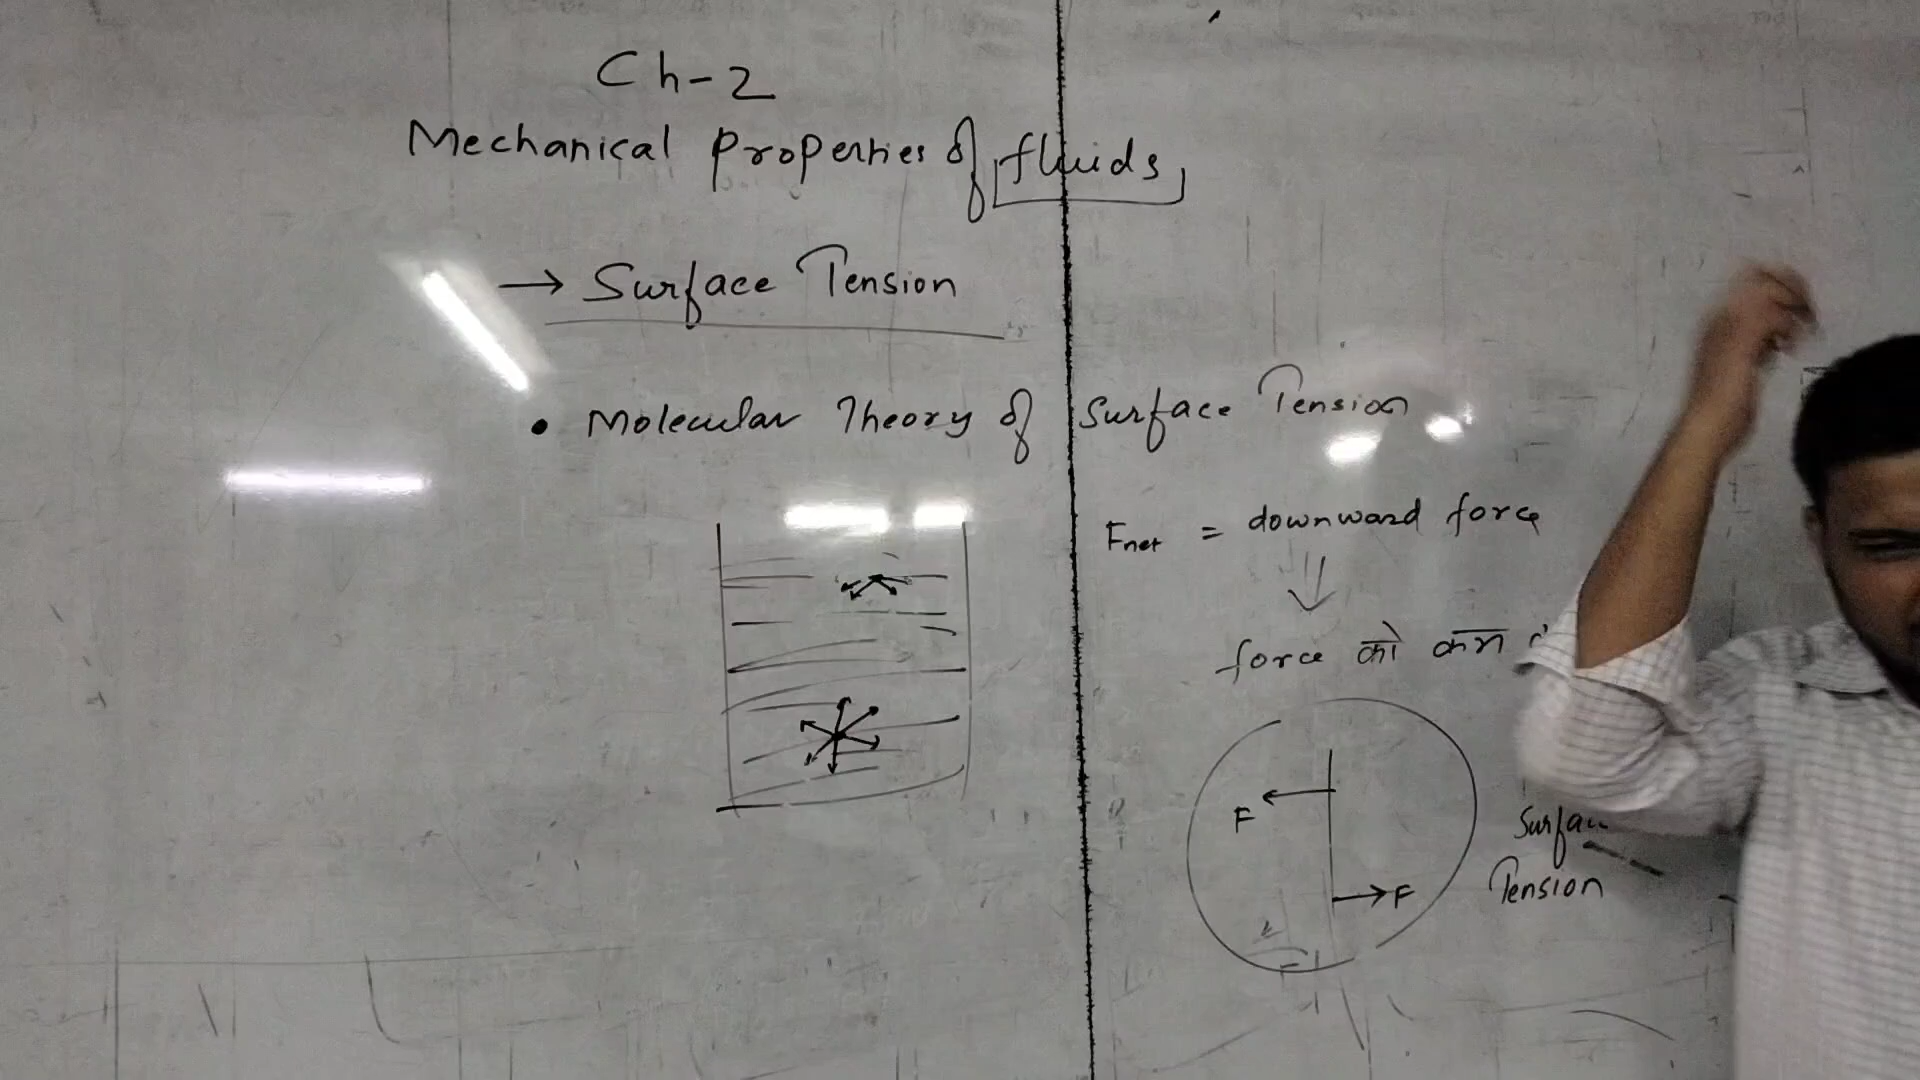 Ch-2
Mechanical Properties of fluids
→ Surface Tension
• Molecular Theory of Surface Tension
Fnet = downward force
force को कम
F
F
Surface
Tension